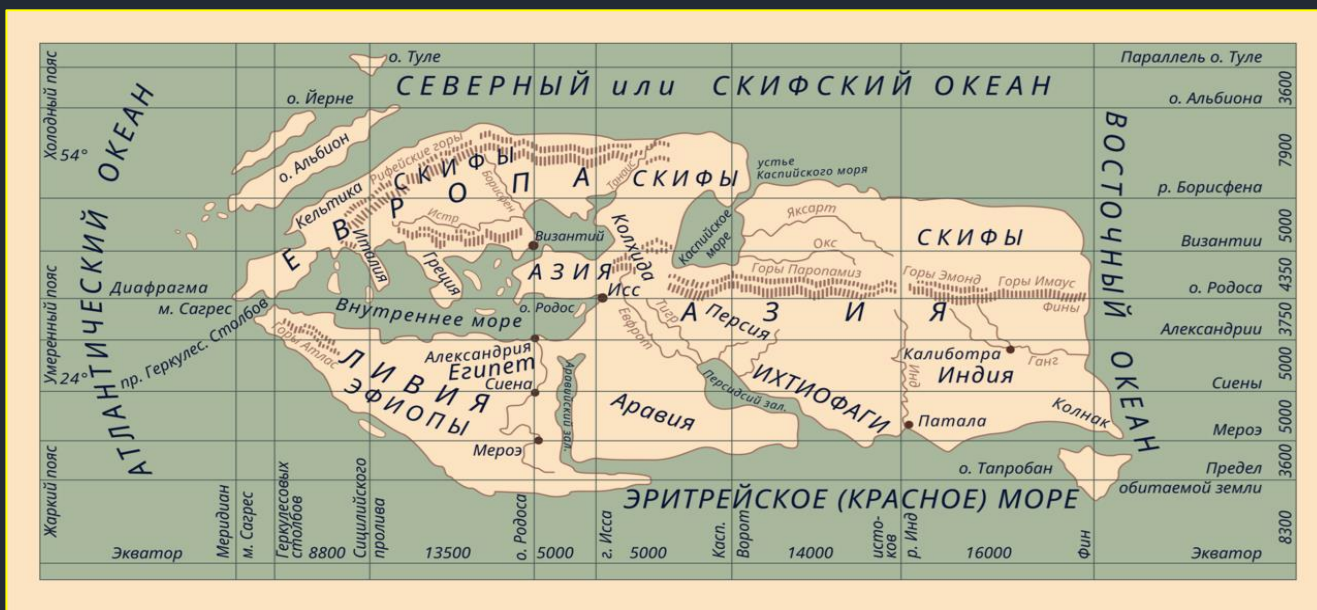 о. Туле
Параллель о. Туле
СЕВЕРНЫЙ или СКИФСКИЙ ОКЕАН
3600
Холодный пояс
о. Йерне
о. Альбиона
АТЛАНТИЧЕСКИЙ ОКЕАН
ВОСТОЧНЫЙ ОКЕАН
54°
о. Альбион
Рифейские горы
7900
Кельтика
СКИФЫ
ЕВРОПА
Борисфен
Танаис
СКИФЫ
устье
Каспийского моря
р. Борисфена
Истр
Яксарт
5000
Италия
Греция
Византий
Колхида
Каспийское
море
Окс
СКИФЫ
Византии
АЗИЯ
Горы Паропамиз
Горы Эмонд
Горы Имаус
4350
Умеренный пояс
Диафрагма
м. Сагрес
Внутреннее море
о. Родос
Исс
АЗИЯ
Фины
о. Родоса
пр. Геркулес. Столбов
Тигр
Персия
3750
Александрии
горы Атлас
Александрия
Евфрот
Калиботра
Ганг
24°
ЛИВИЯ
Египет
Сиена
Аравийский зал.
Персидсий зал.
ИХТИОФАГИ
Инд
Индия
5000
Сиены
ЭФИОПЫ
Аравия
Патала
Колнак
5000
Мероэ
Мероэ
Жаркий пояс
о. Тапробан
3600
Предел
обитаемой земли
ЭРИТРЕЙСКОЕ (КРАСНОЕ) МОРЕ
8300
Экватор
Меридиан
м. Сагрес
Геркулесовых
столбов
8800
Сицилийского
пролива
13500
о. Родоса
5000
г. Исса
5000
Касп.
Ворот
14000
исто-
ков
р. Инд
16000
Фин
Экватор